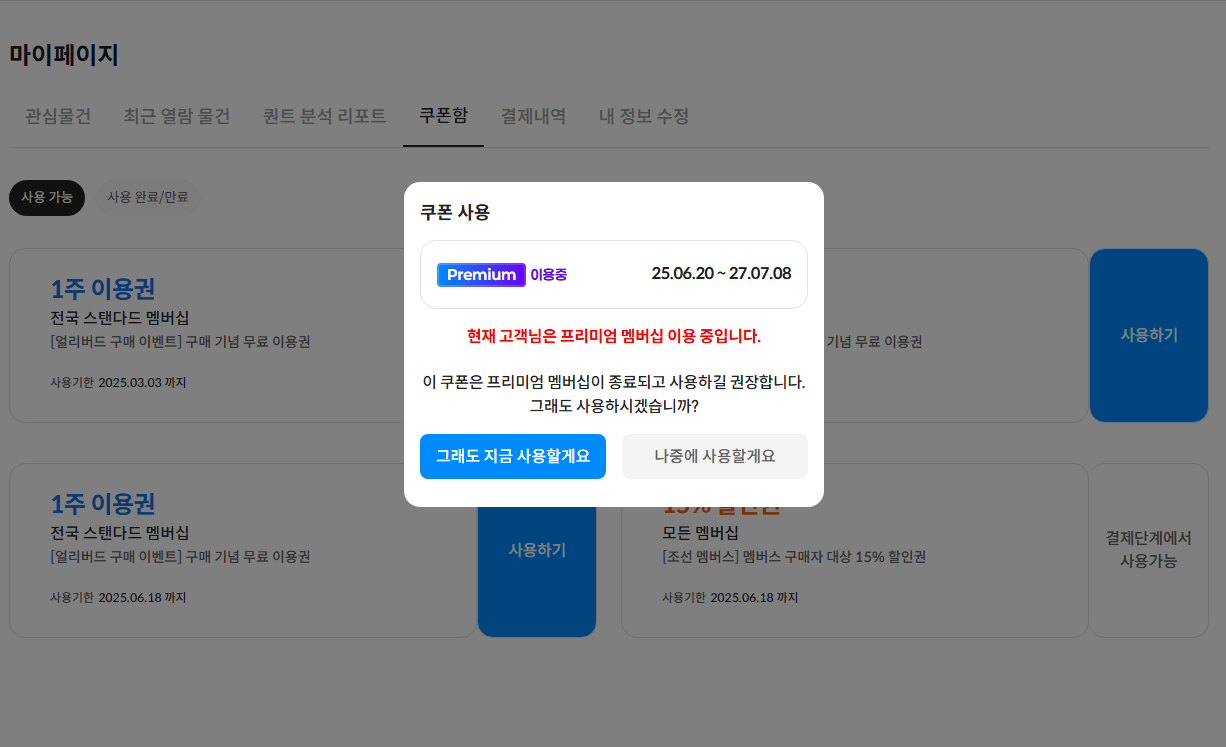 마이페이지
관심물건 최근 열람 물건 퀀트 분석 리포트 쿠폰함 결제내역 내 정보 수정
사용 가능 사용 완료/만료
1주 이용권
전국 스탠다드 멤버십
[얼리버드 구매 이벤트] 구매 기념 무료 이용권
사용기한 2025.03.03 까지
쿠폰 사용
Premium 이용중 25.06.20 ~ 27.07.08
현재 고객님은 프리미엄 멤버십 이용 중입니다.
이 쿠폰은 프리미엄 멤버십이 종료되고 사용하길 권장합니다.
그래도 사용하시겠습니까?
그래도 지금 사용할게요 나중에 사용할게요
기념 무료 이용권
사용하기
1주 이용권
전국 스탠다드 멤버십
[얼리버드 구매 이벤트] 구매 기념 무료 이용권
사용기한 2025.06.18 까지
사용하기
15% 할인권
모든 멤버십
[조선 멤버스] 멤버스 구매자 대상 15% 할인권
사용기한 2025.06.18 까지
결제단계에서
사용가능